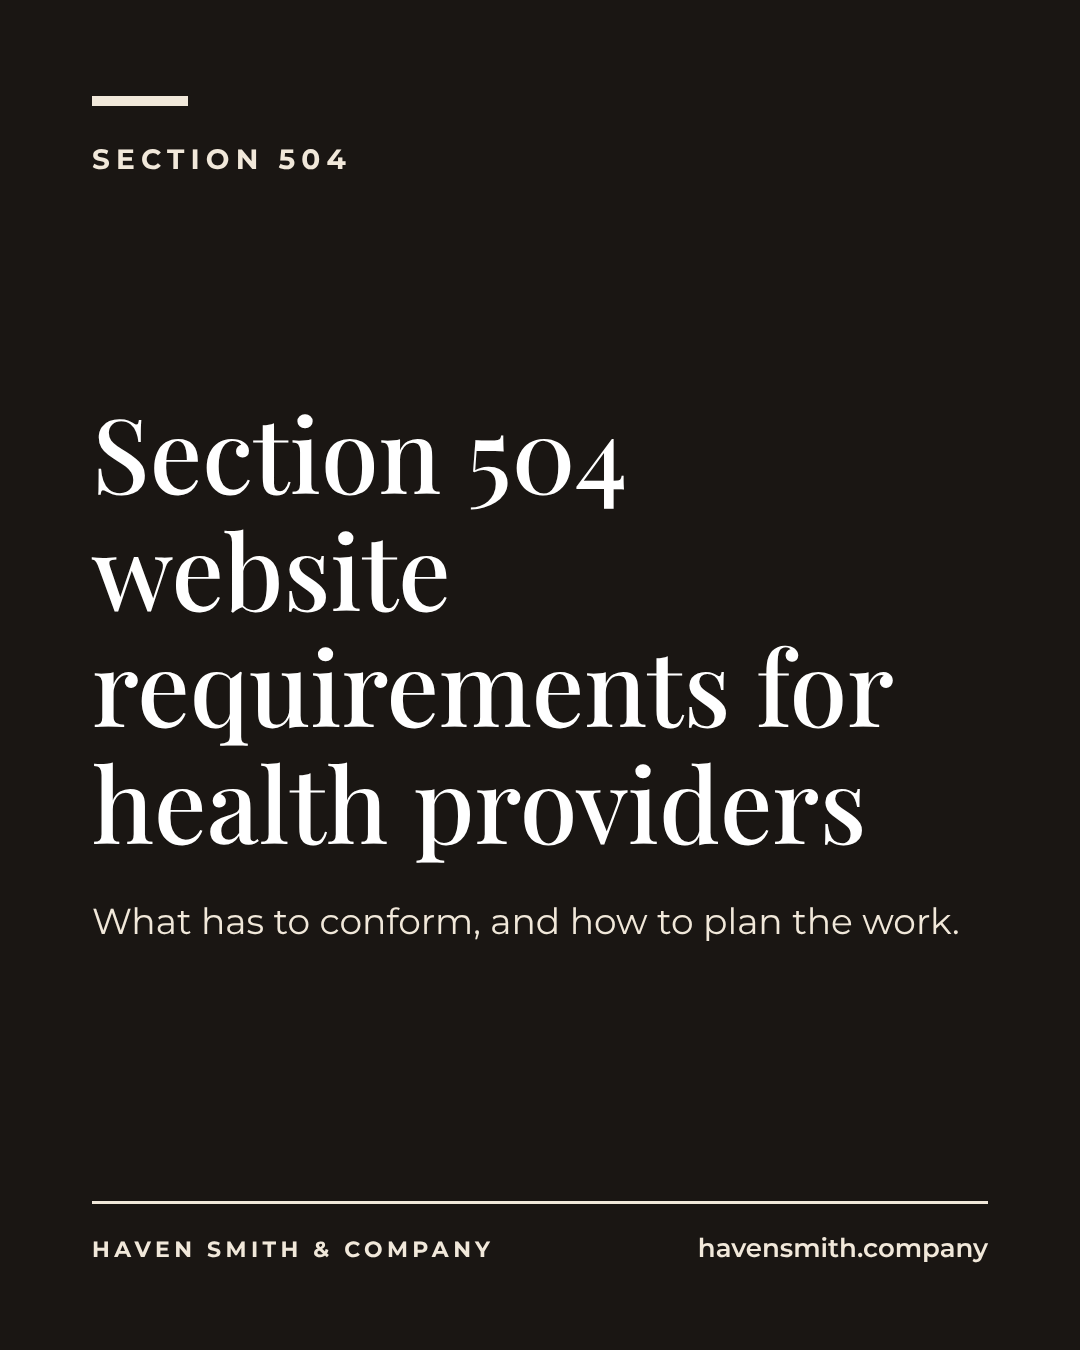 SECTION 504
Section 504
website
requirements for
health providers
What has to conform, and how to plan the work.
HAVEN SMITH & COMPANY
havensmith.company